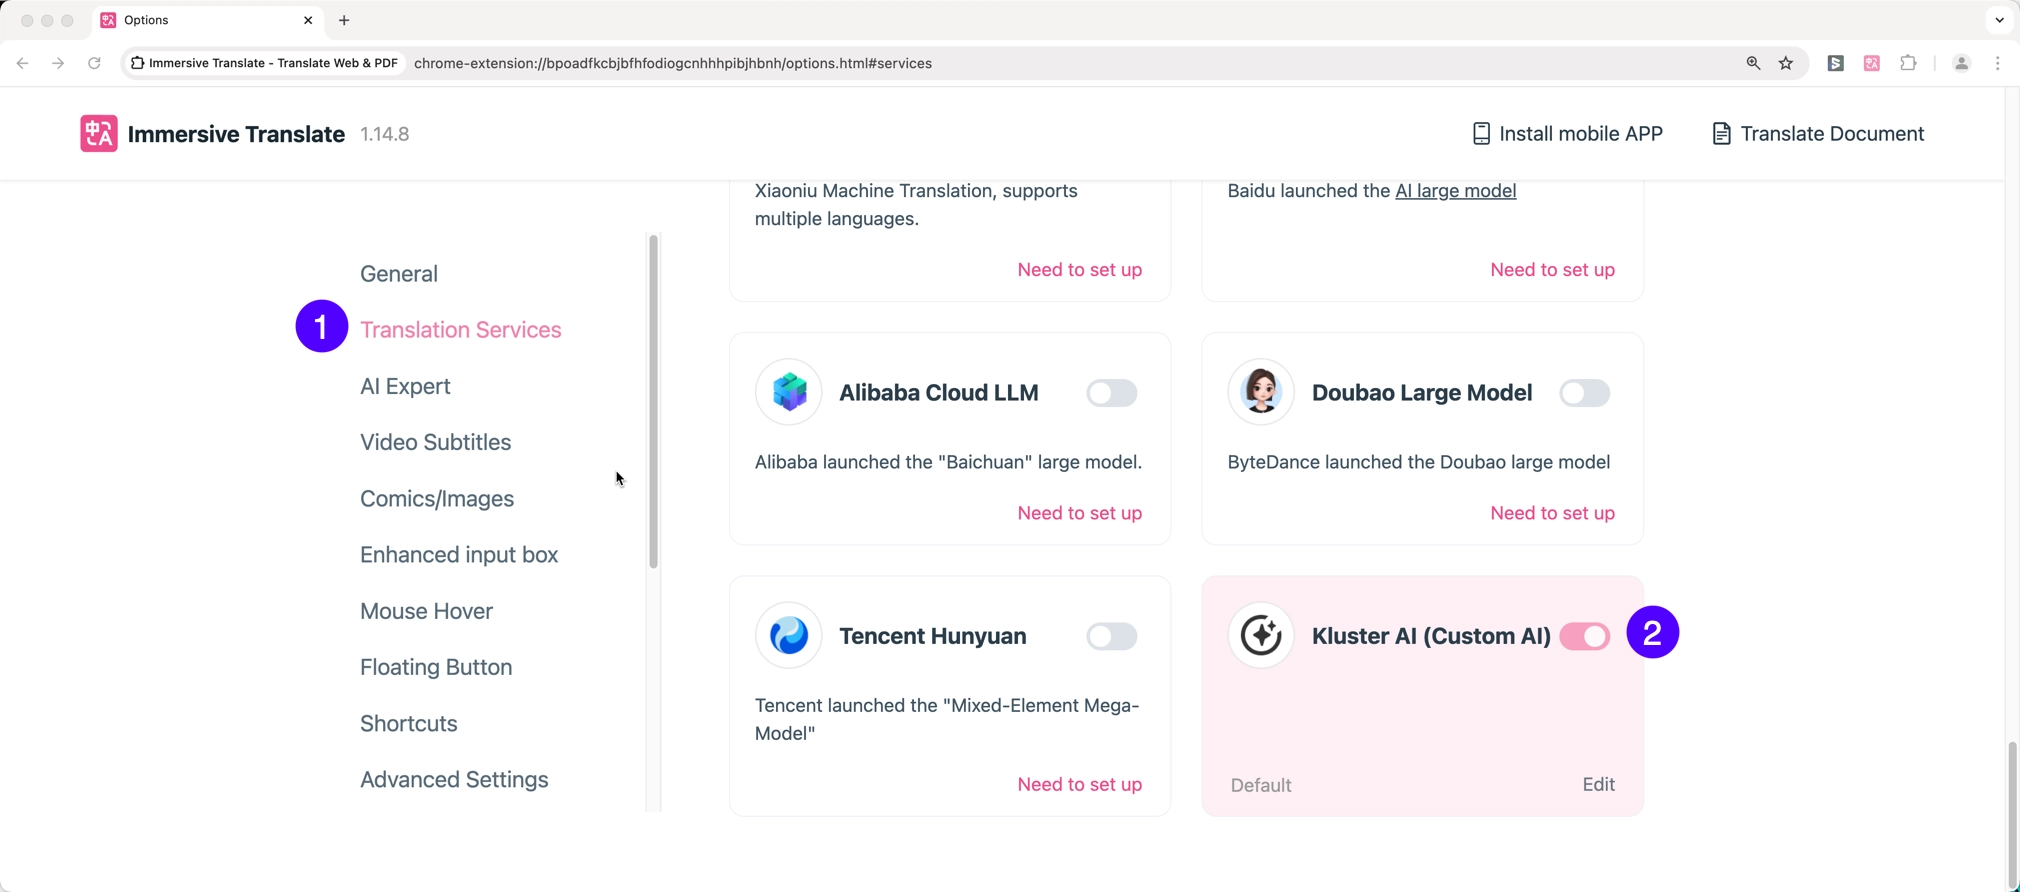 Options
Immersive Translate - Translate Web & PDF
chrome-extension://bpoadfkcbjbfhfodiogcnhhhpibjhbnh/options.html#services
Immersive Translate 1.14.8
Install mobile APP
Translate Document
General
1 Translation Services
AI Expert
Video Subtitles
Comics/Images
Enhanced input box
Mouse Hover
Floating Button
Shortcuts
Advanced Settings
Xiaoniu Machine Translation, supports
multiple languages.
Need to set up
Baidu launched the AI large model
Need to set up
Alibaba Cloud LLM
Alibaba launched the "Baichuan" large model.
Need to set up
Doubao Large Model
ByteDance launched the Doubao large model
Need to set up
Tencent Hunyuan
Tencent launched the "Mixed-Element Mega-
Model"
Need to set up
Kluster AI (Custom AI) 2
Default
Edit